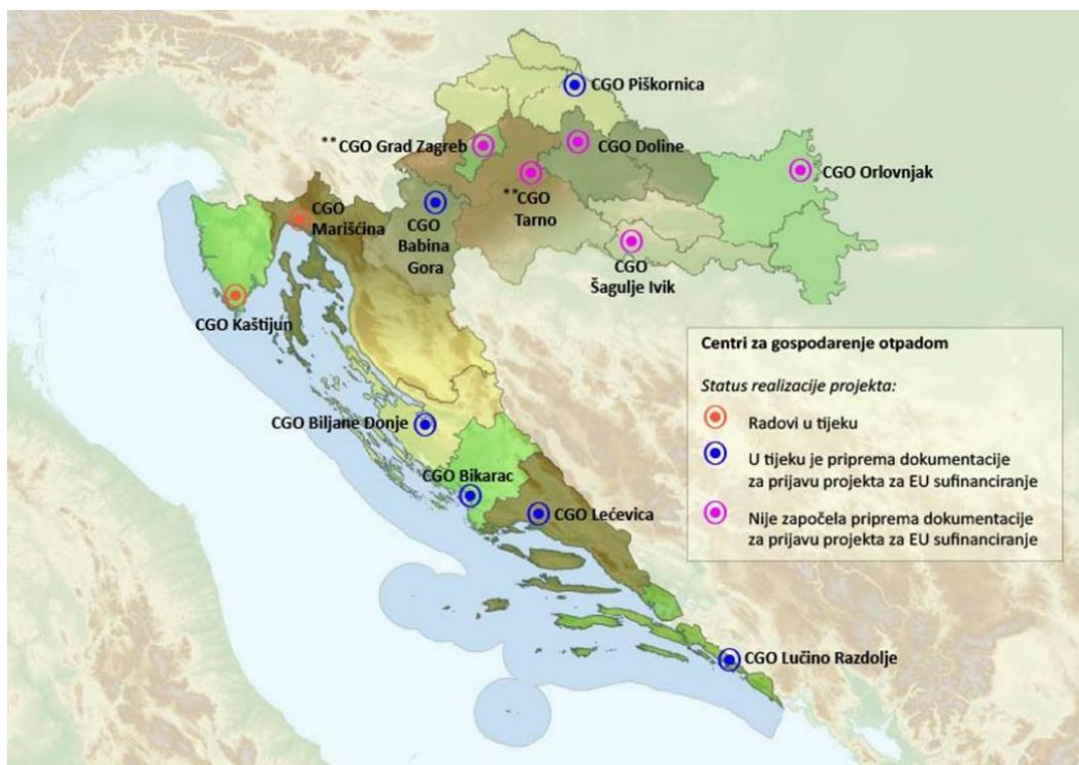 CGO Piškornica
**CGO Grad Zagreb
CGO Doline
CGO Orlovnjak
**CGO
Tarno
CGO
Marišćina
CGO
Babina
Gora
CGO
Šagulje Ivik
CGO Kaštijun
CGO Biljane Donje
CGO Bikarac
CGO Lećevica
CGO Lučino Razdolje
Centri za gospodarenje otpadom
Status realizacije projekta:
Radovi u tijeku
U tijeku je priprema dokumentacije
za prijavu projekta za EU sufinanciranje
Nije započela priprema dokumentacije
za prijavu projekta za EU sufinanciranje